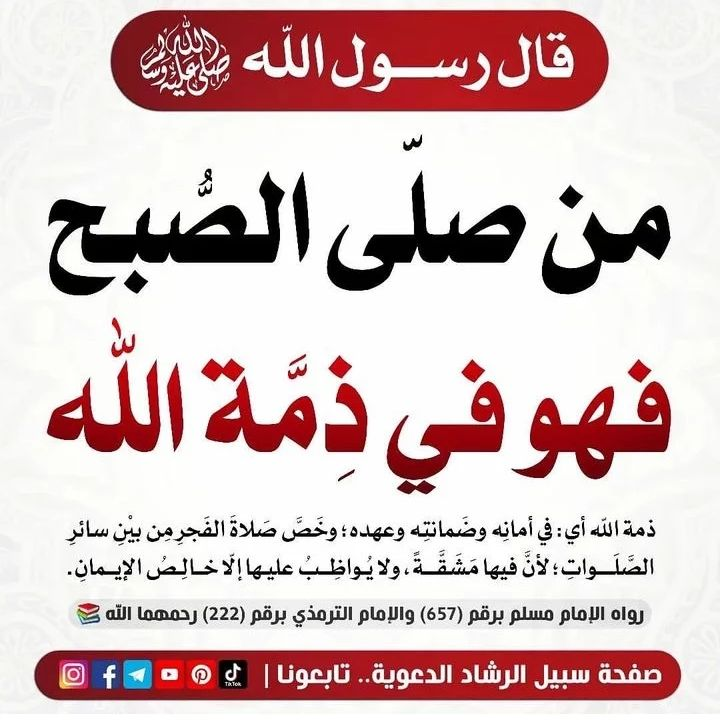 قال رسول الله صلى الله عليه وسلم
من صلّى الصُّبح
فهو في ذِمَّة الله
ذمة الله أي: في أمانِه وضَمانتِه وعهده؛ وخَصَّ صَلاةَ الفَجرِ مِن بيْنِ سائرِ
الصَّلَواتِ؛ لأنَّ فيها مَشَقَّةً، ولا يُواظِبُ عليها إلّا خالِصُ الإيمانِ.
رواه الإمام مسلم برقم (657) والإمام الترمذي برقم (222) رحمهما الله
صفحة سبيل الرشاد الدعوية.. تابعونا |
TikTok